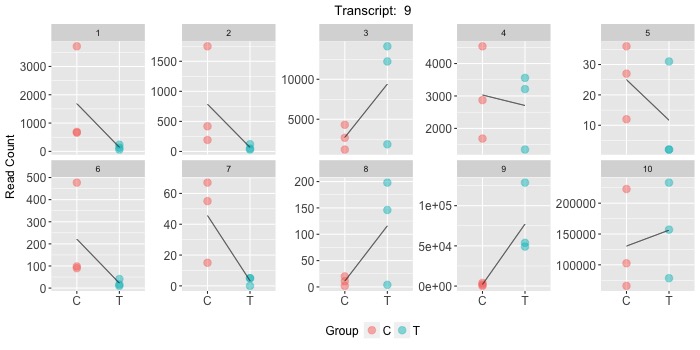 Transcript: 9
1 2 3 4 5
3000 2000 1000 0
1500 1000 500 0
10000 5000
4000 3000 2000
30 20 10
Read Count
6 7 8 9 10
500 400 300 200 100 0
60 40 20 0
200 150 100 50 0
1e+05 5e+04 0e+00
200000 150000 100000
C T C T C T C T C T
Group C T